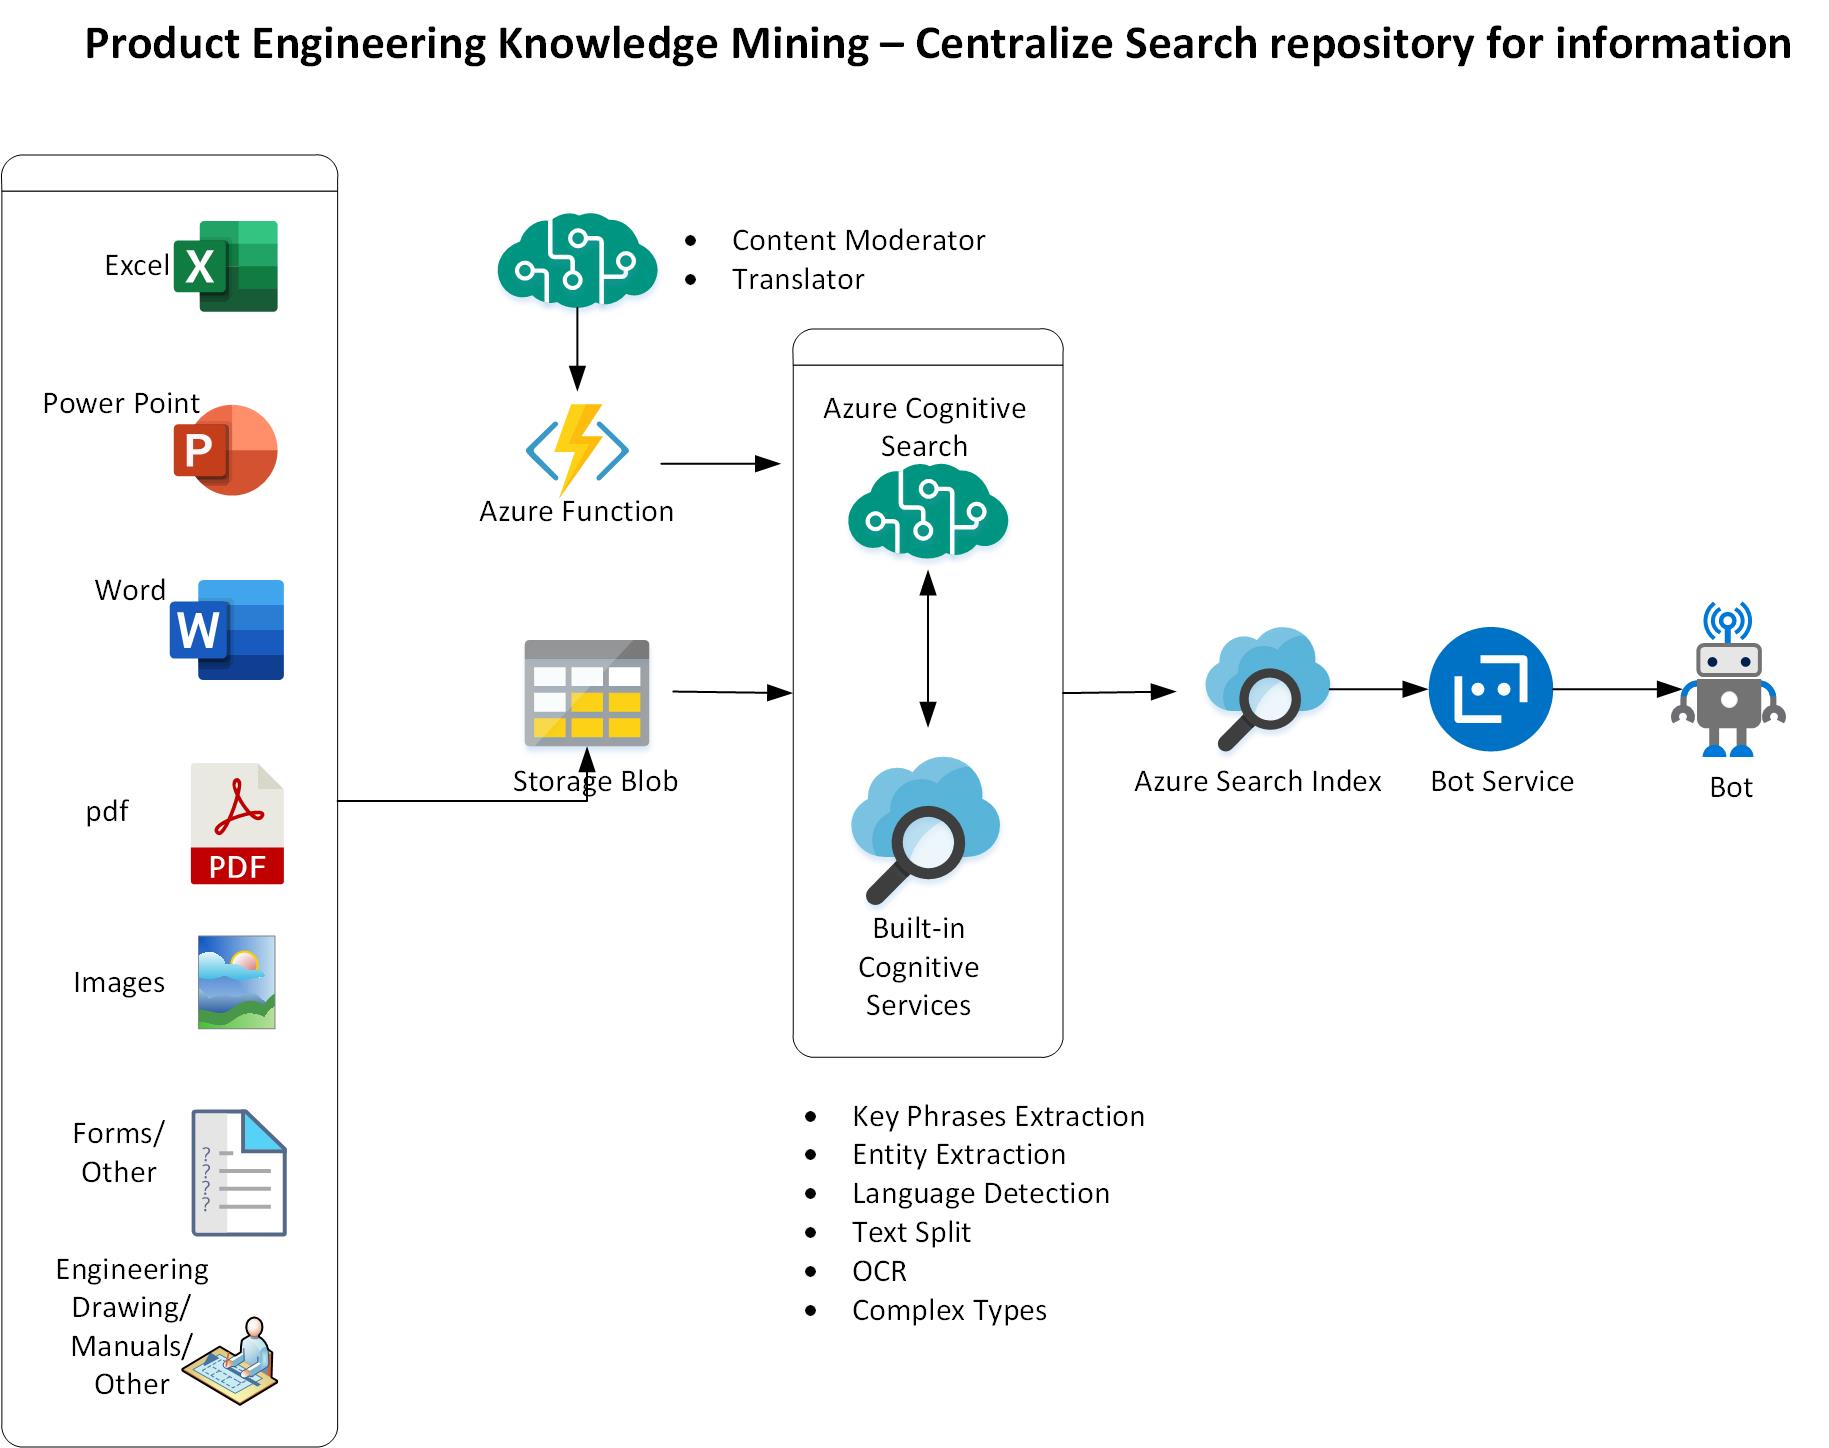 Product Engineering Knowledge Mining – Centralize Search repository for information
Excel
X
Power Point
P
Word
W
pdf
PDF
Images
Forms/
Other
?
?
?
?
Engineering
Drawing/
Manuals/
Other
• Content Moderator
• Translator
Azure Function
Storage Blob
Azure Cognitive
Search
Built-in
Cognitive
Services
• Key Phrases Extraction
• Entity Extraction
• Language Detection
• Text Split
• OCR
• Complex Types
Azure Search Index
Bot Service
Bot